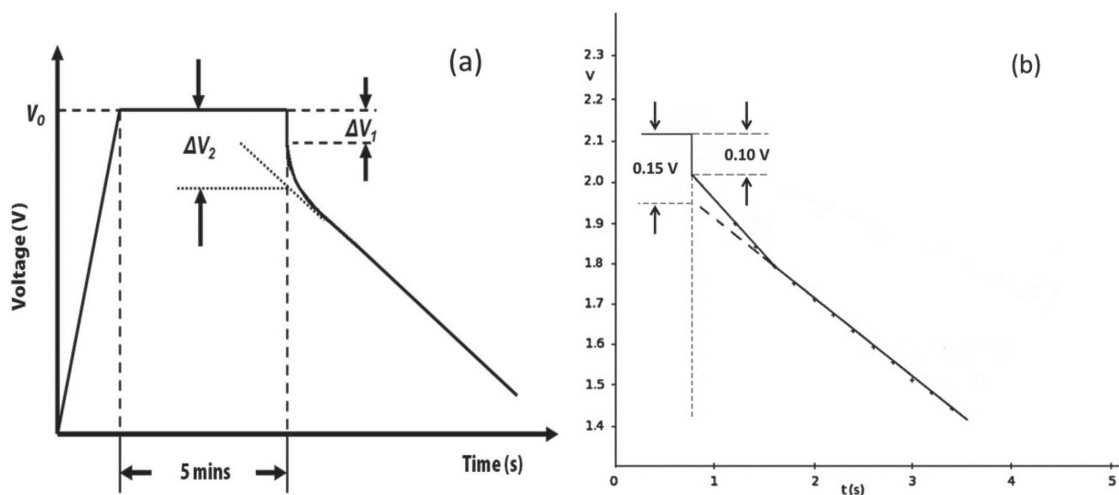 (a)
V₀
ΔV₁
ΔV₂
Voltage (V)
5 mins
Time (s)
2.3
V
(b)
2.2
2.1
0.15 V
0.10 V
2.0
1.9
1.8
1.7
1.6
1.5
1.4
0 1 2 3 4 5
t(s)